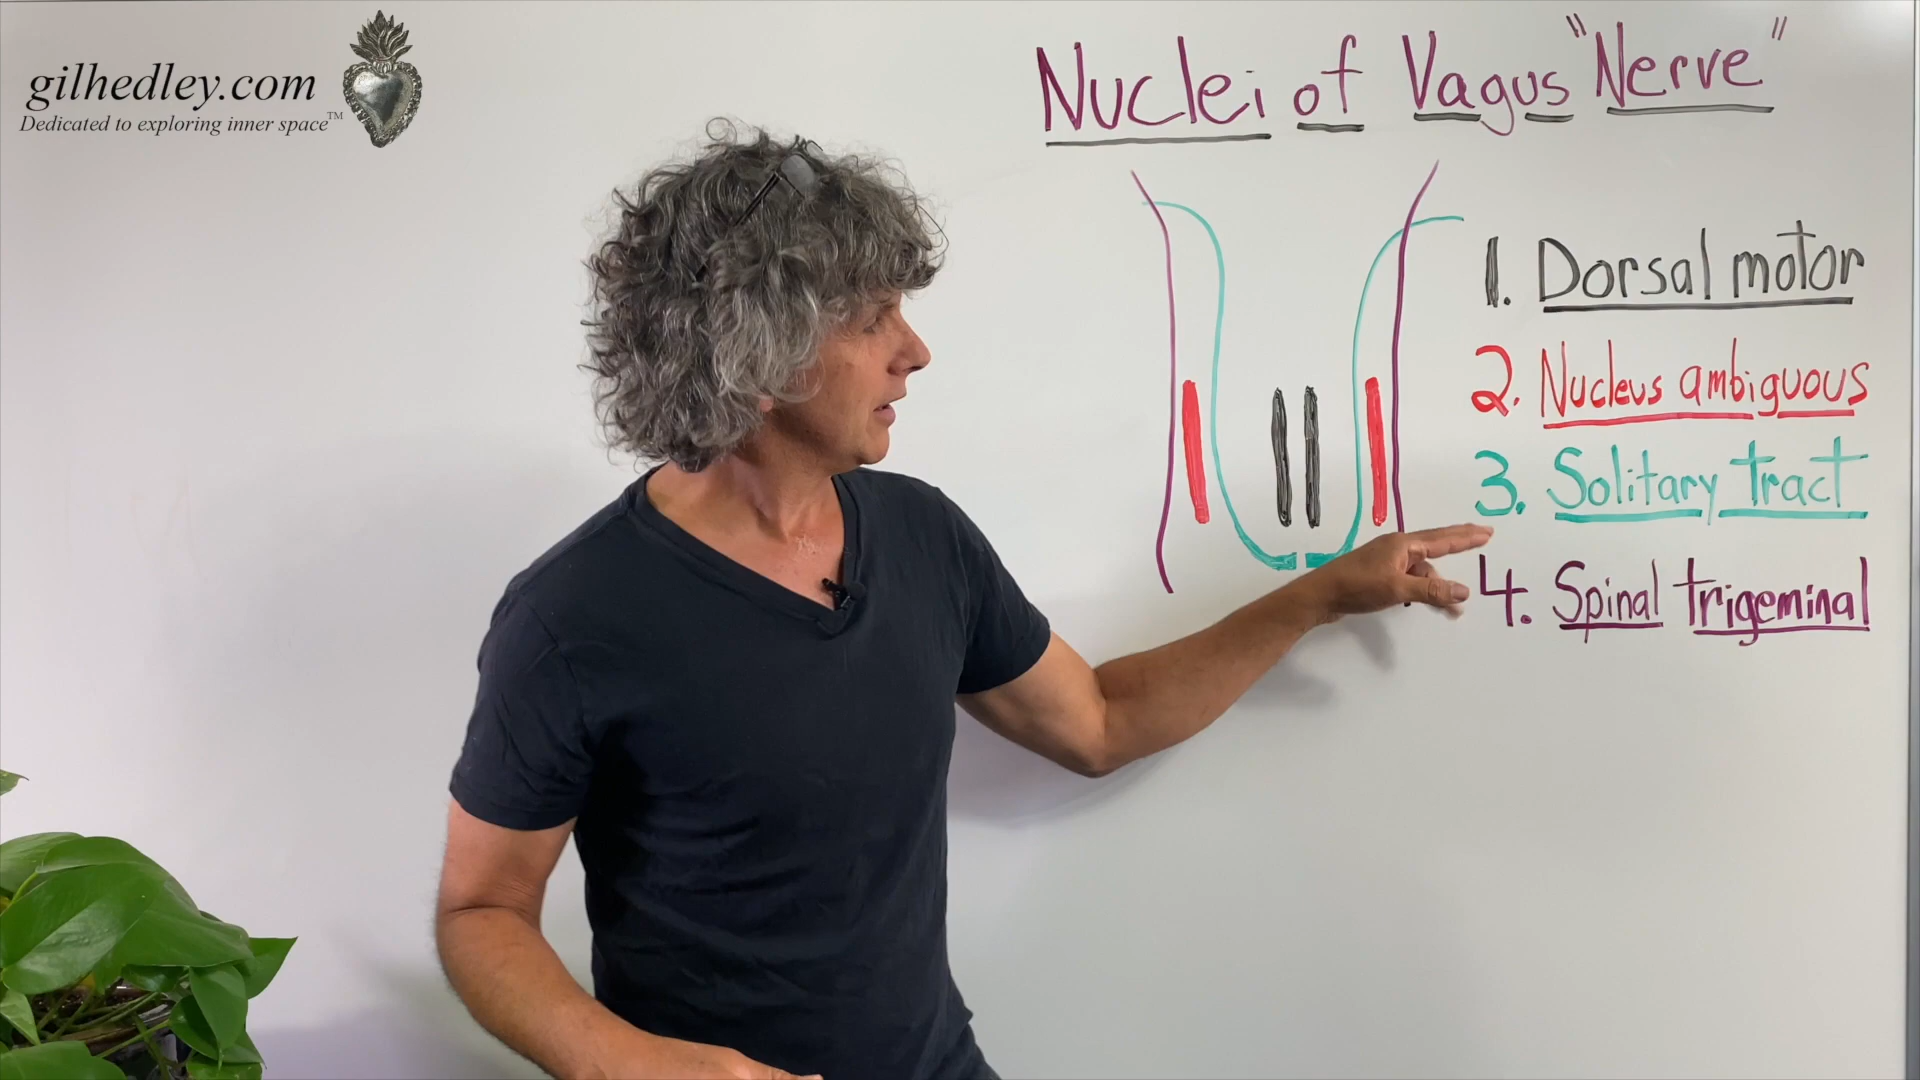 gilhedley.com
Dedicated to exploring inner space™
Nuclei of Vagus "Nerve"
1. Dorsal motor
2. Nucleus ambiguous
3. Solitary tract
4. Spinal trigeminal